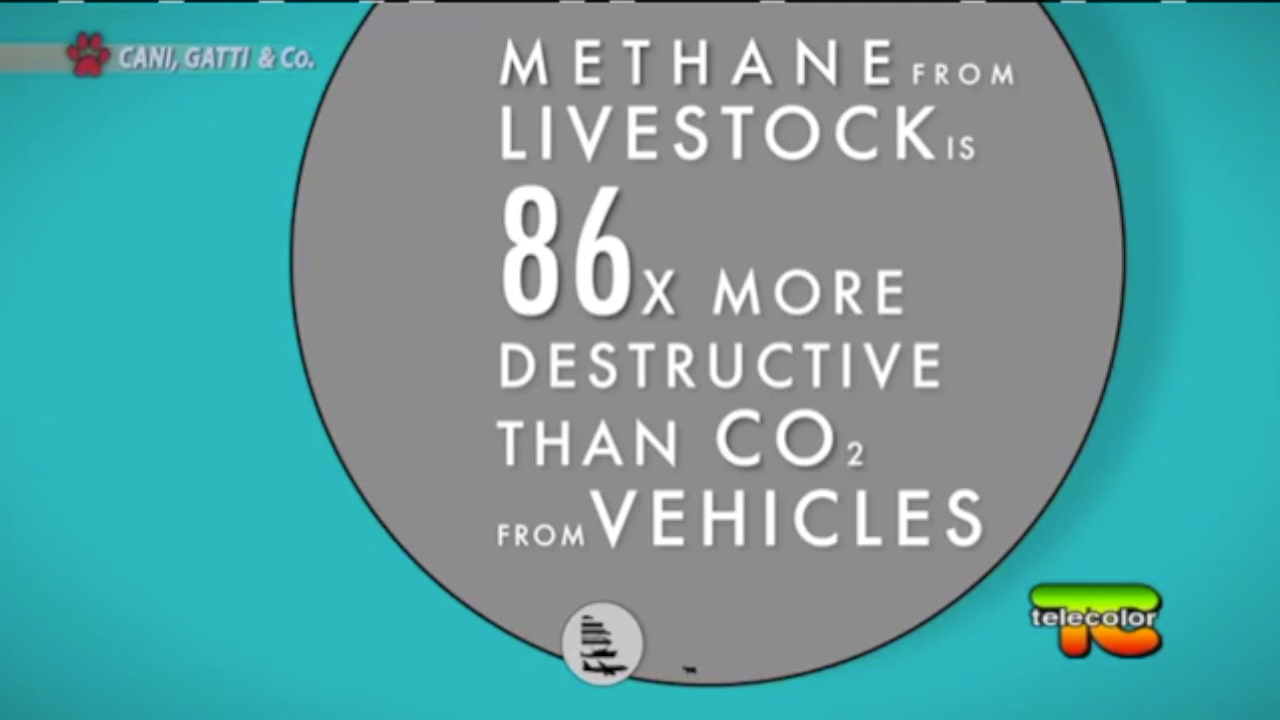 CANI, GATTI & Co.
METHANE FROM
LIVESTOCK IS
86X MORE
DESTRUCTIVE
THAN CO₂
FROM VEHICLES
telecolor